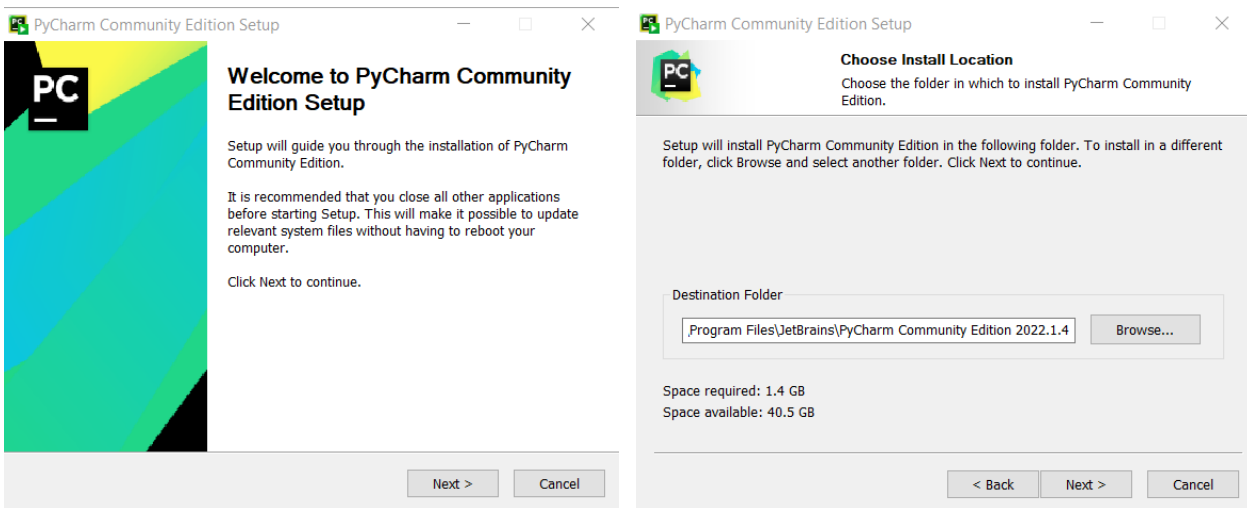 PyCharm Community Edition Setup
PC
Welcome to PyCharm Community
Edition Setup
Setup will guide you through the installation of PyCharm
Community Edition.
It is recommended that you close all other applications
before starting Setup. This will make it possible to update
relevant system files without having to reboot your
computer.
Click Next to continue.
Next >
Cancel
PyCharm Community Edition Setup
PC
Choose Install Location
Choose the folder in which to install PyCharm Community
Edition.
Setup will install PyCharm Community Edition in the following folder. To install in a different
folder, click Browse and select another folder. Click Next to continue.
Destination Folder
Program Files\JetBrains\PyCharm Community Edition 2022.1.4
Browse...
Space required: 1.4 GB
Space available: 40.5 GB
< Back
Next >
Cancel